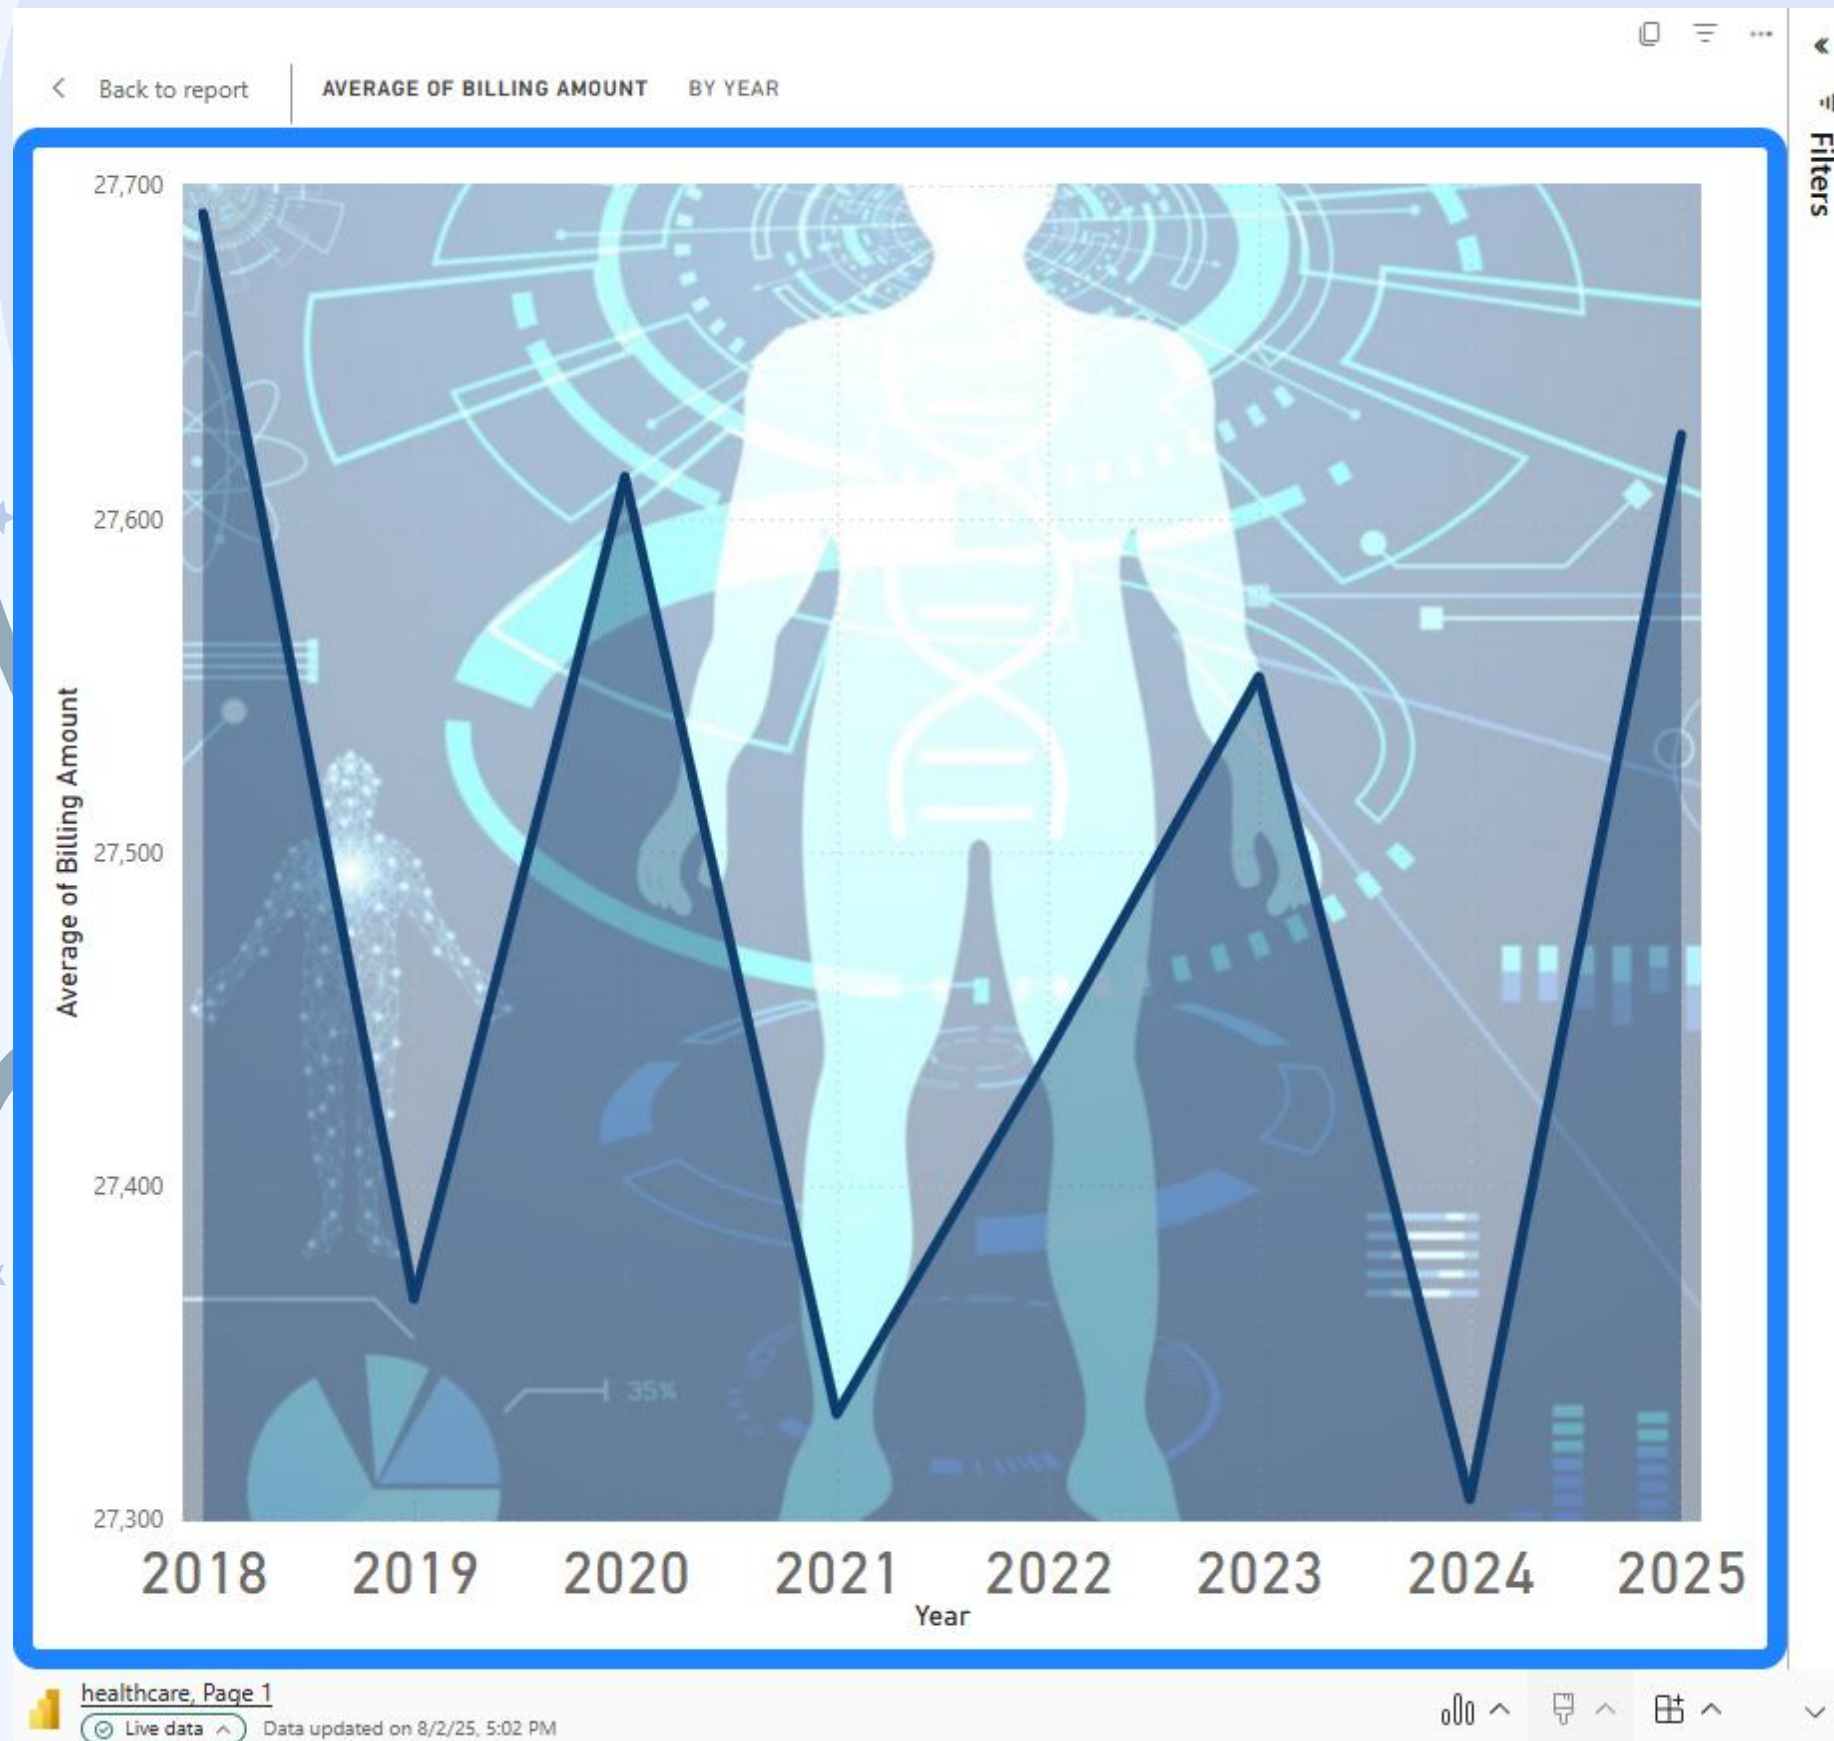 Back to report
AVERAGE OF BILLING AMOUNT BY YEAR
Filters
Average of Billing Amount
27,700
27,600
27,500
27,400
27,300
35%
2018 2019 2020 2021 2022 2023 2024 2025
Year
healthcare, Page 1
Live data
Data updated on 8/2/25, 5:02 PM